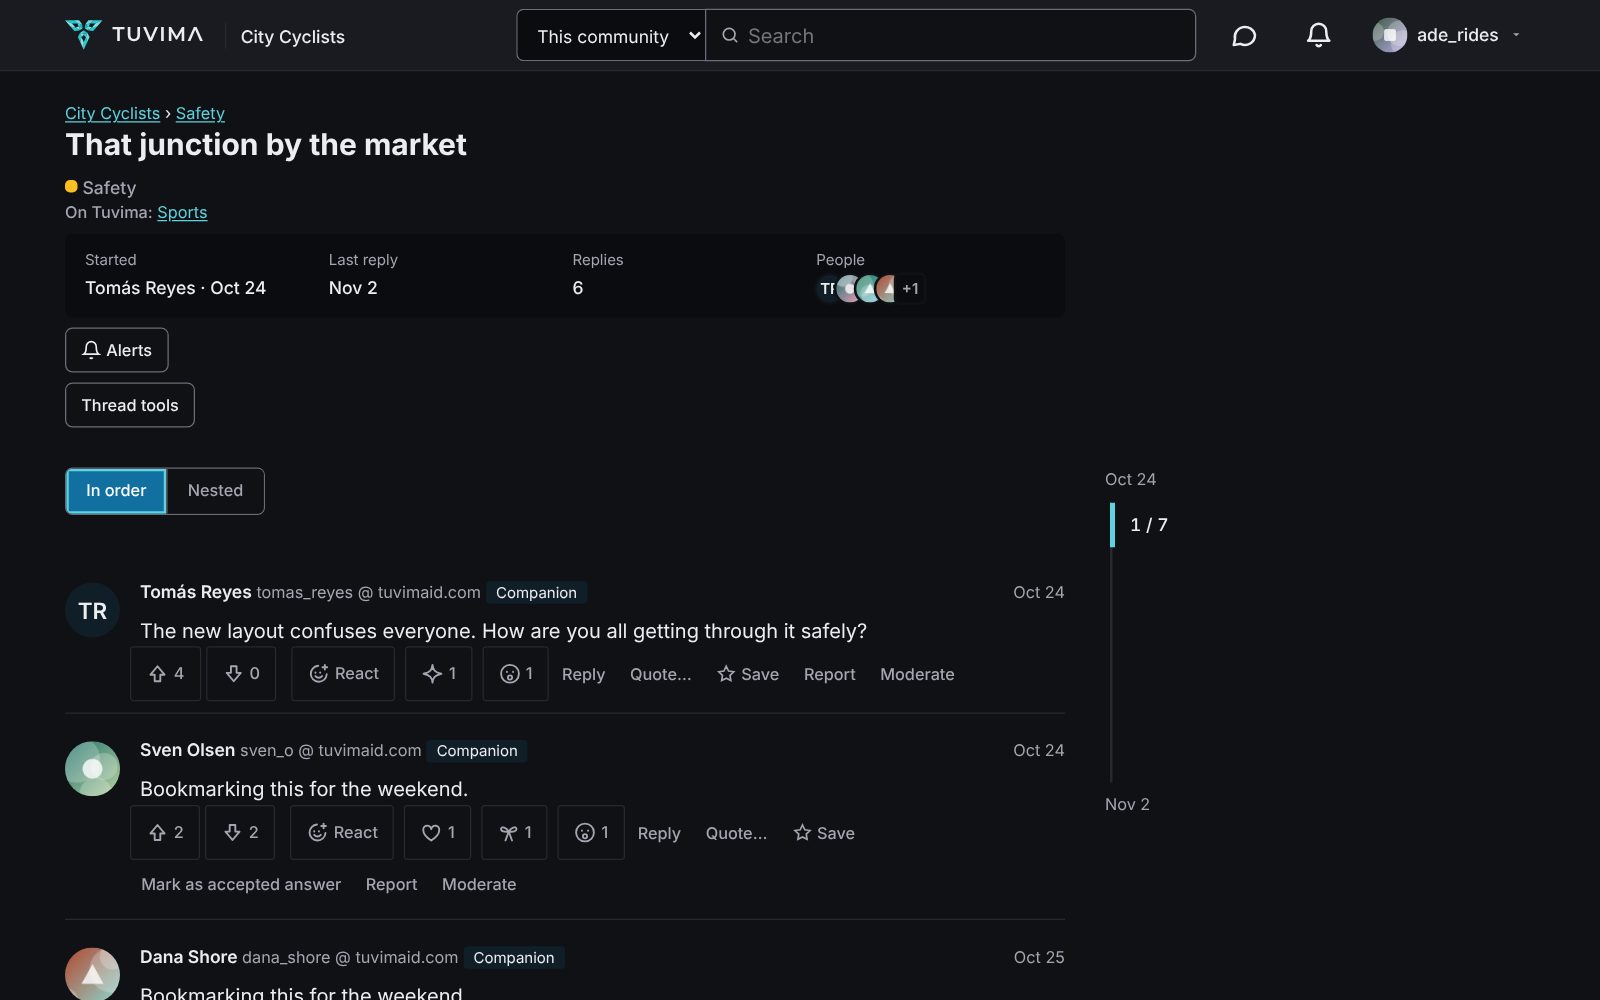 TUVIMA
City Cyclists
This community
Search
ade_rides
City Cyclists › Safety
That junction by the market
Safety
On Tuvima: Sports
Started
Last reply
Replies
People
Tomás Reyes · Oct 24
Nov 2
6
+1
Alerts
Thread tools
In order
Nested
Oct 24
1 / 7
Nov 2
TR
Tomás Reyes tomas_reyes @ tuvimaid.com Companion
Oct 24
The new layout confuses everyone. How are you all getting through it safely?
4 0 React 1 1 Reply Quote... Save Report Moderate
Sven Olsen sven_o @ tuvimaid.com Companion
Oct 24
Bookmarking this for the weekend.
2 2 React 1 1 1 Reply Quote... Save
Mark as accepted answer Report Moderate
Dana Shore dana_shore @ tuvimaid.com Companion
Oct 25
Bookmarking this for the weekend.